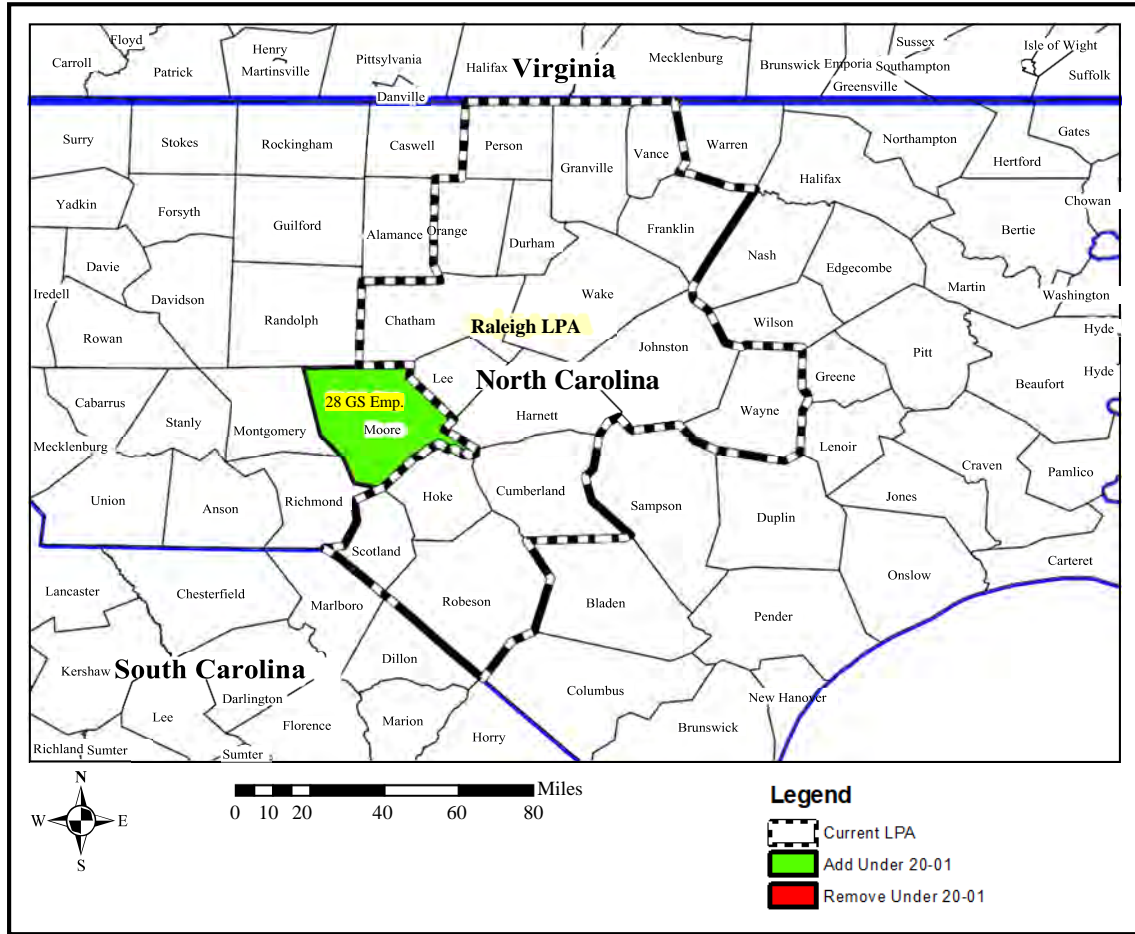 Floyd
Carroll
Patrick
Henry
Martinsville
Pittsylvania
Danville
Halifax
Virginia
Mecklenburg
Brunswick
Emporia
Sussex
Southampton
Greensville
Isle of Wight
Suffolk
Surry
Stokes
Rockingham
Caswell
Person
Granville
Vance
Warren
Northampton
Gates
Hertford
Halifax
Yadkin
Forsyth
Guilford
Alamance
Orange
Durham
Franklin
Nash
Edgecombe
Bertie
Chowan
Davie
Iredell
Davidson
Randolph
Chatham
Wake
Martin
Washington
Rowan
Raleigh LPA
Wilson
Pitt
Hyde
Hyde
Beaufort
Johnston
Lee
North Carolina
Greene
Cabarrus
Stanly
Montgomery
28 GS Emp.
Moore
Harnett
Wayne
Lenoir
Mecklenburg
Craven
Pamlico
Union
Anson
Richmond
Hoke
Cumberland
Sampson
Duplin
Jones
Scotland
Onslow
Carteret
Lancaster
Chesterfield
Marlboro
Robeson
Bladen
Pender
Kershaw
South Carolina
Dillon
Darlington
Lee
Florence
Marion
Columbus
New Hanover
Brunswick
Horry
Richland
Sumter
Sumter
N
W
E
S
Miles
0 10 20 40 60 80
Legend
Current LPA
Add Under 20-01
Remove Under 20-01